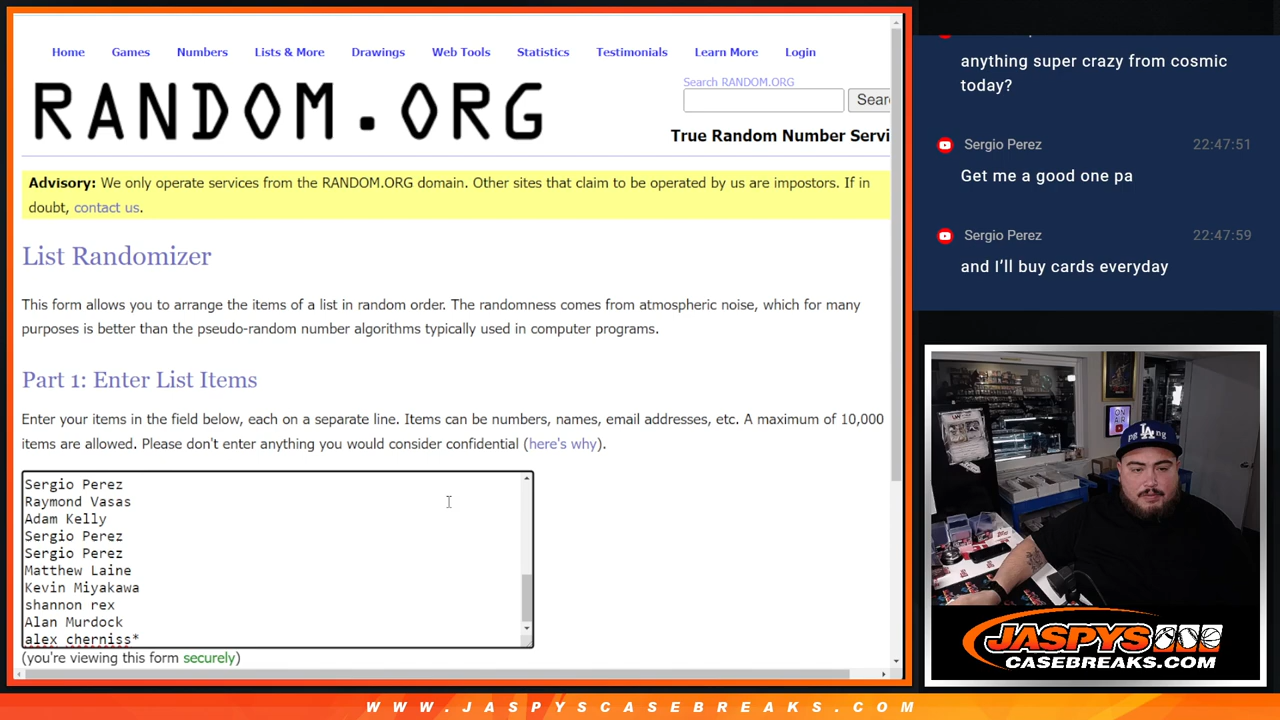 Home Games Numbers Lists & More Drawings Web Tools Statistics Testimonials Learn More Login
RANDOM.ORG
Search RANDOM.ORG
Sear
True Random Number Servi
Advisory: We only operate services from the RANDOM.ORG domain. Other sites that claim to be operated by us are impostors. If in
doubt, contact us.
List Randomizer
This form allows you to arrange the items of a list in random order. The randomness comes from atmospheric noise, which for many
purposes is better than the pseudo-random number algorithms typically used in computer programs.
Part 1: Enter List Items
Enter your items in the field below, each on a separate line. Items can be numbers, names, email addresses, etc. A maximum of 10,000
items are allowed. Please don't enter anything you would consider confidential (here's why).
Sergio Perez
Raymond Vasas
Adam Kelly
Sergio Perez
Sergio Perez
Matthew Laine
Kevin Miyakawa
shannon rex
Alan Murdock
alex cherniss*
(you're viewing this form securely)
anything super crazy from cosmic
today?
Sergio Perez 22:47:51
Get me a good one pa
Sergio Perez 22:47:59
and I'll buy cards everyday
ON
AIR
LA
JASPYS
CASEBREAKS.COM
WWW.JASPYSCASEBREAKS.COM